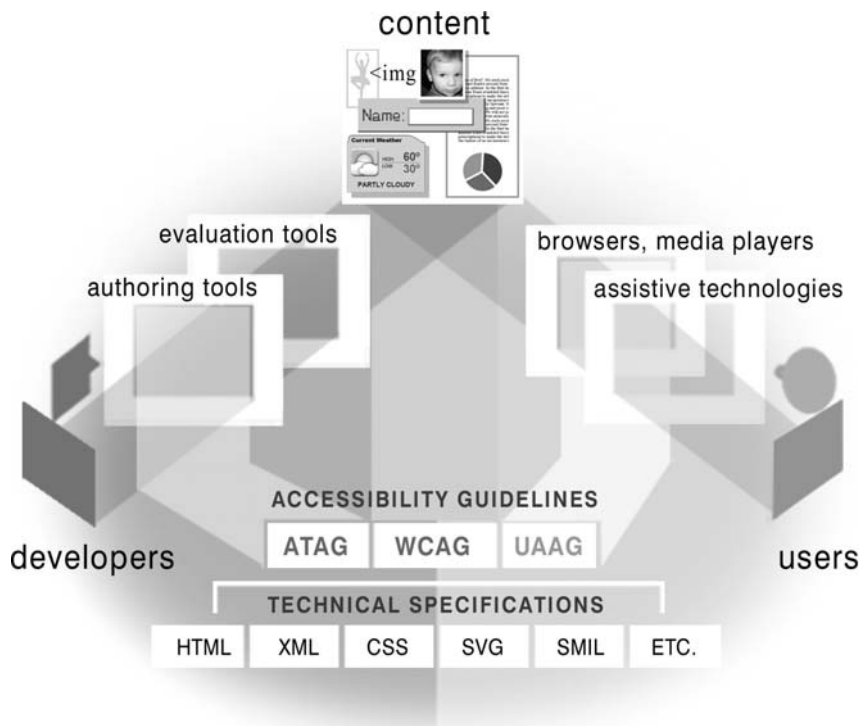 content
<img
Name:
Current Weather
HIGH 60°
LOW 30°
PARTLY CLOUDY
evaluation tools
authoring tools
browsers, media players
assistive technologies
ACCESSIBILITY GUIDELINES
ATAG WCAG UAAG
developers
users
TECHNICAL SPECIFICATIONS
HTML XML CSS SVG SMIL ETC.